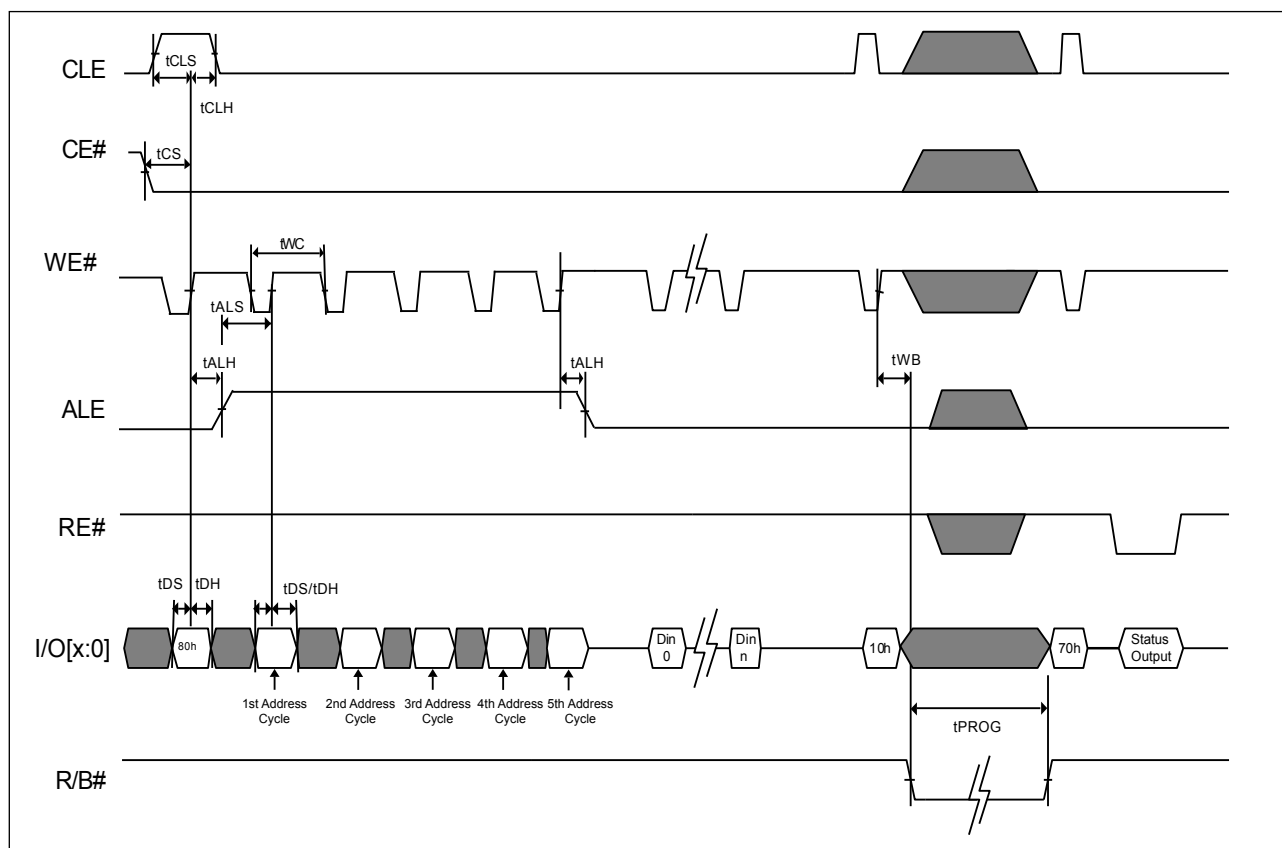 CLE
tCLS
tCLH
CE#
tCS
WE#
tWC
tALS
tALH
tALH
tWB
ALE
RE#
tDS
tDH
tDS/tDH
I/O[x:0]
80h
Din
0
Din
n
10h
70h
Status
Output
1st Address
Cycle
2nd Address
Cycle
3rd Address
Cycle
4th Address
Cycle
5th Address
Cycle
tPROG
R/B#